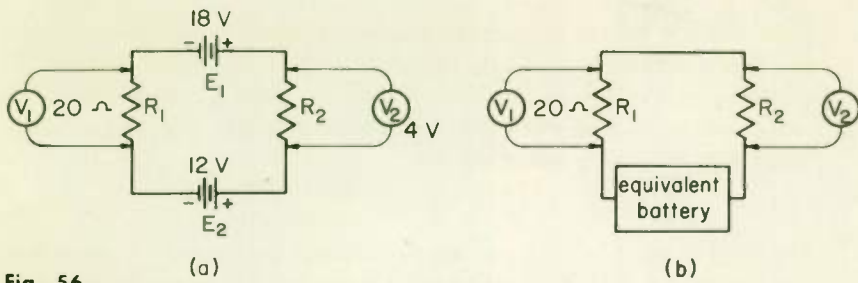 18 V
- +
E1
V1
20 Ω
R1
R2
V2
4 V
12 V
- +
E2
(a)
V1
20 Ω
R1
R2
V2
equivalent
battery
(b)
Fig. 56